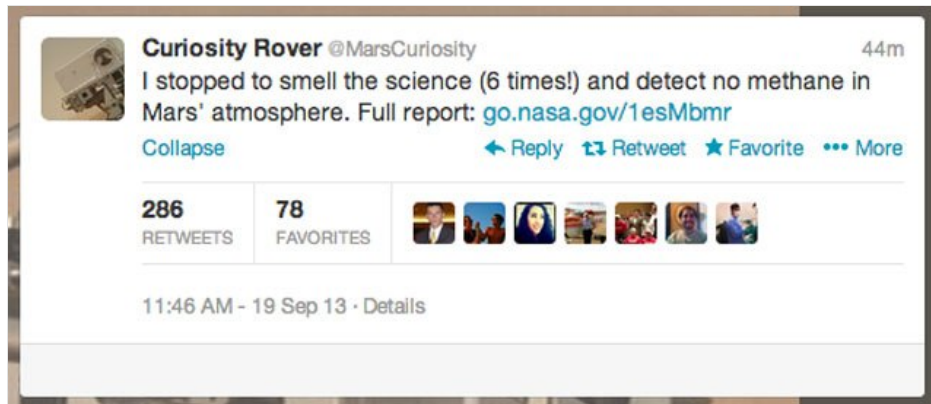 Curiosity Rover @MarsCuriosity 44m
I stopped to smell the science (6 times!) and detect no methane in
Mars' atmosphere. Full report: go.nasa.gov/1esMbmr
Collapse Reply Retweet Favorite More
286 78
RETWEETS FAVORITES
11:46 AM - 19 Sep 13 · Details